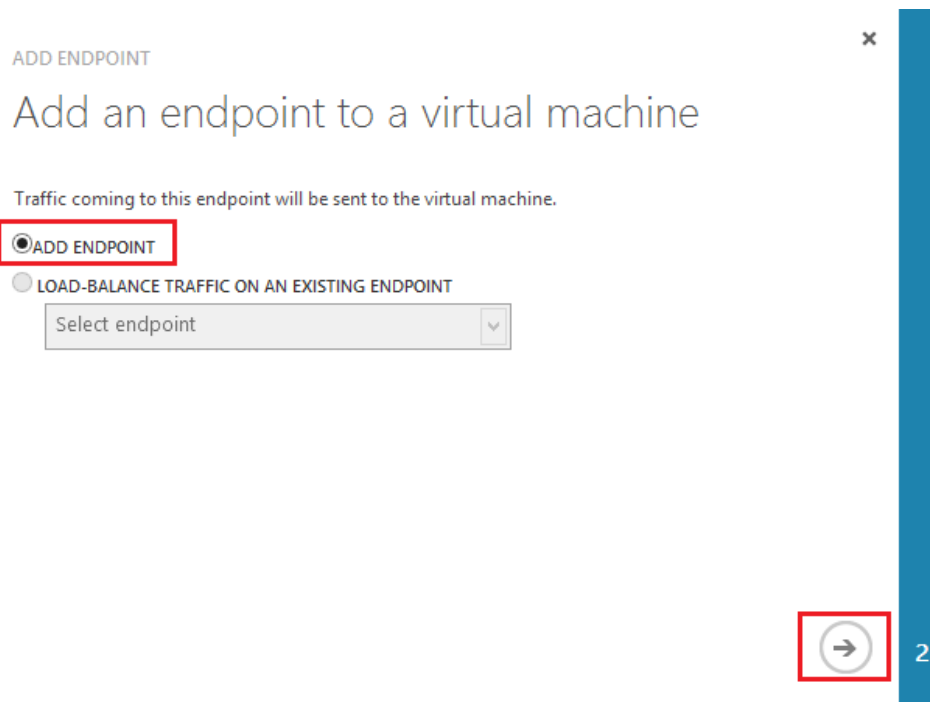 ADD ENDPOINT
Add an endpoint to a virtual machine
Traffic coming to this endpoint will be sent to the virtual machine.
ADD ENDPOINT
LOAD-BALANCE TRAFFIC ON AN EXISTING ENDPOINT
Select endpoint
2